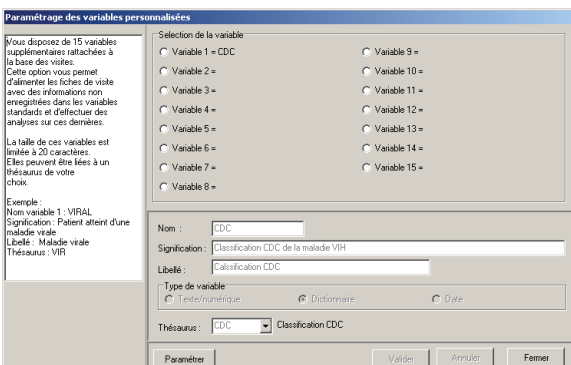 Paramétrage des variables personnalisées
Vous disposez de 15 variables
supplémentaires rattachées à
la base des visites.
Cette option vous permet
d'alimenter les fiches de visite
avec des informations non
enregistrées dans les variables
standards et d'effectuer des
analyses sur ces dernières.
La taille de ces variables est
limitée à 20 caractères.
Elles peuvent être liées à un
thésaurus de votre
choix.
Exemple :
Nom variable 1 : VIRAL
Signification : Patient atteint d'une
maladie virale
Libellé : Maladie virale
Thésaurus : VIR
Selection de la variable
Variable 1 = CDC
Variable 2 =
Variable 3 =
Variable 4 =
Variable 5 =
Variable 6 =
Variable 7 =
Variable 8 =
Variable 9 =
Variable 10 =
Variable 11 =
Variable 12 =
Variable 13 =
Variable 14 =
Variable 15 =
Nom : CDC
Signification : Classification CDC de la maladie VIH
Libellé : Calssification CDC
Type de variable
Texte/numérique Dictionnaire Date
Thésaurus : CDC Classification CDC
Paramétrer Valider Annuler Fermer